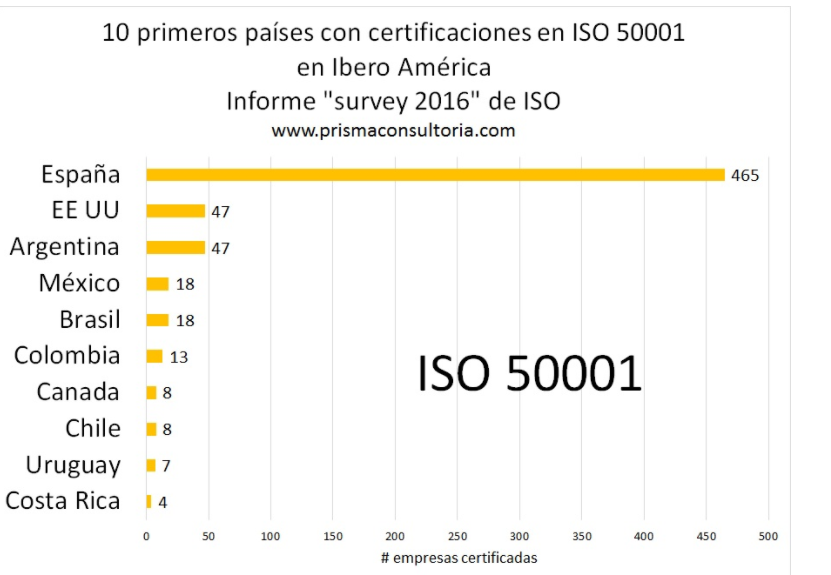 10 primeros países con certificaciones en ISO 50001
en Ibero América
Informe "survey 2016" de ISO
www.prismaconsultoria.com
España 465
EE UU 47
Argentina 47
México 18
Brasil 18
Colombia 13
Canada 8
Chile 8
Uruguay 7
Costa Rica 4
ISO 50001
0 50 100 150 200 250 300 350 400 450 500
# empresas certificadas